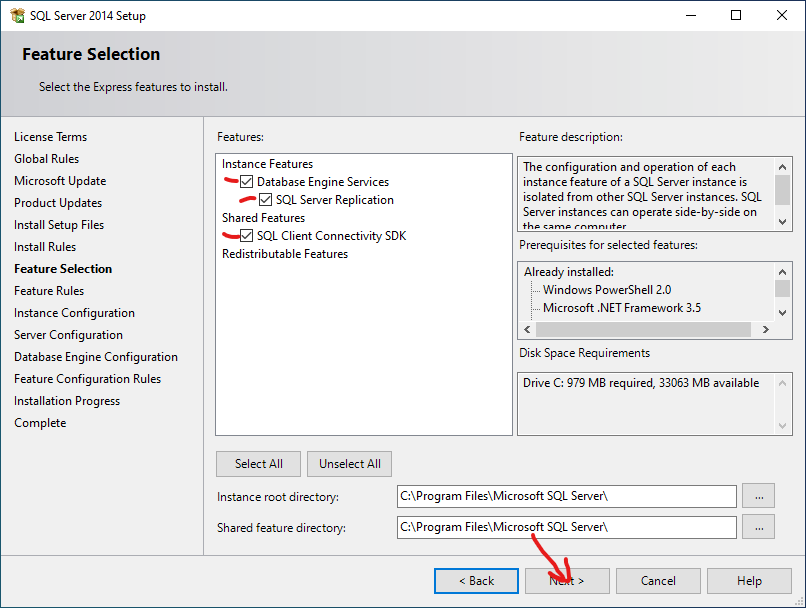 SQL Server 2014 Setup
Feature Selection
Select the Express features to install.
License Terms
Global Rules
Microsoft Update
Product Updates
Install Setup Files
Install Rules
Feature Selection
Feature Rules
Instance Configuration
Server Configuration
Database Engine Configuration
Feature Configuration Rules
Installation Progress
Complete
Features:
Instance Features
Database Engine Services
SQL Server Replication
Shared Features
SQL Client Connectivity SDK
Redistributable Features
Feature description:
The configuration and operation of each
instance feature of a SQL Server instance is
isolated from other SQL Server instances. SQL
Server instances can operate side-by-side on
the same computer
Prerequisites for selected features:
Already installed:
Windows PowerShell 2.0
Microsoft .NET Framework 3.5
Disk Space Requirements
Drive C: 979 MB required, 33063 MB available
Select All
Unselect All
Instance root directory:
C:\Program Files\Microsoft SQL Server\
...
Shared feature directory:
C:\Program Files\Microsoft SQL Server\
...
< Back
Next >
Cancel
Help